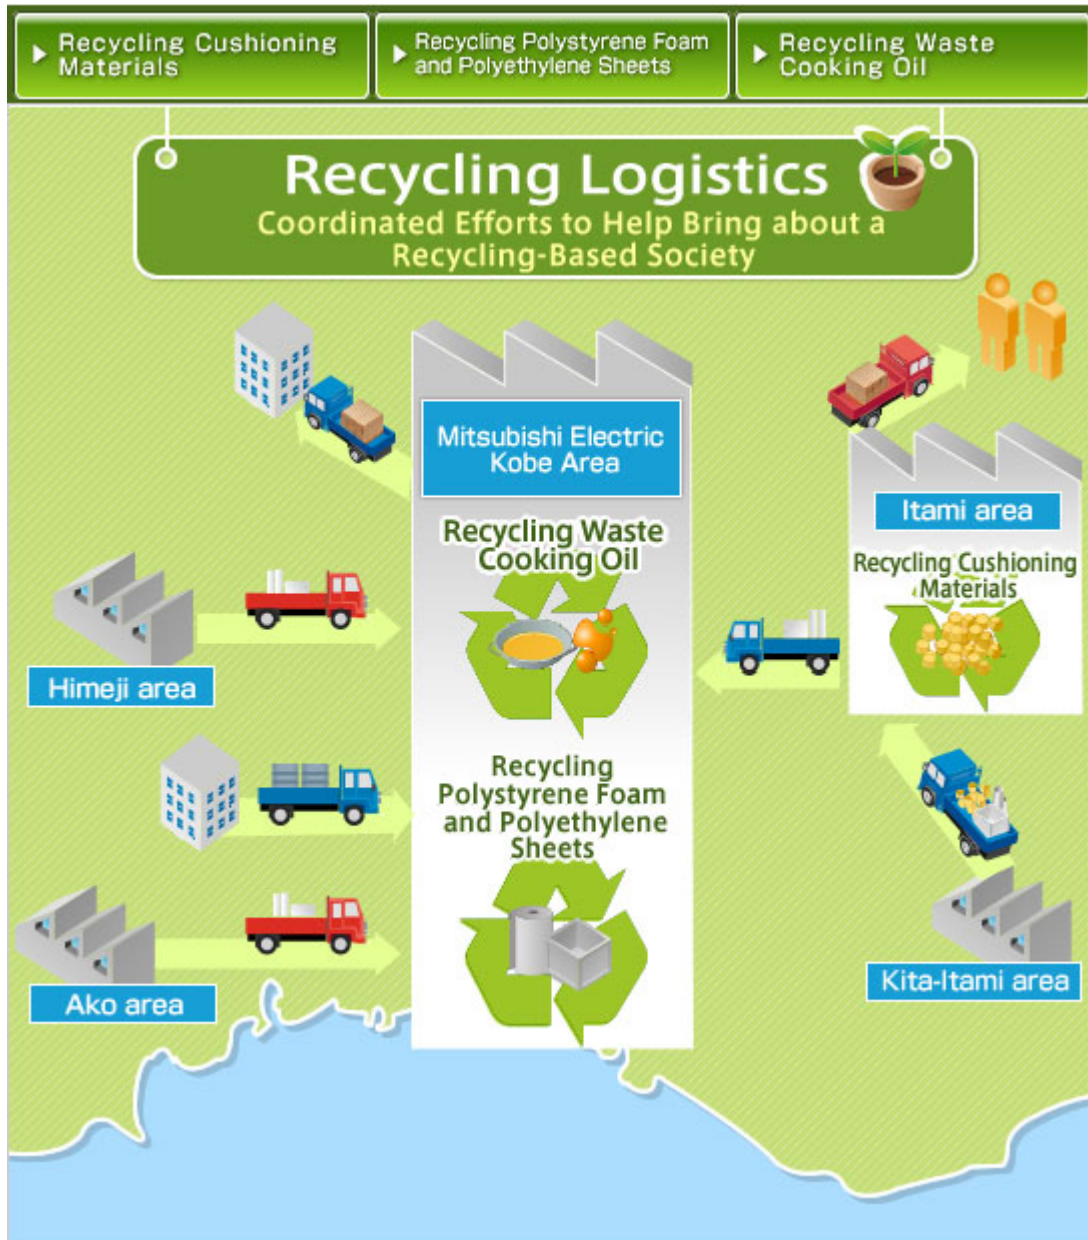 Recycling Cushioning
Materials
Recycling Polystyrene Foam
and Polyethylene Sheets
Recycling Waste
Cooking Oil
Recycling Logistics
Coordinated Efforts to Help Bring about a
Recycling-Based Society
Mitsubishi Electric
Kobe Area
Recycling Waste
Cooking Oil
Itami area
Recycling Cushioning
Materials
Himeji area
Recycling
Polystyrene Foam
and Polyethylene
Sheets
Ako area
Kita-Itami area